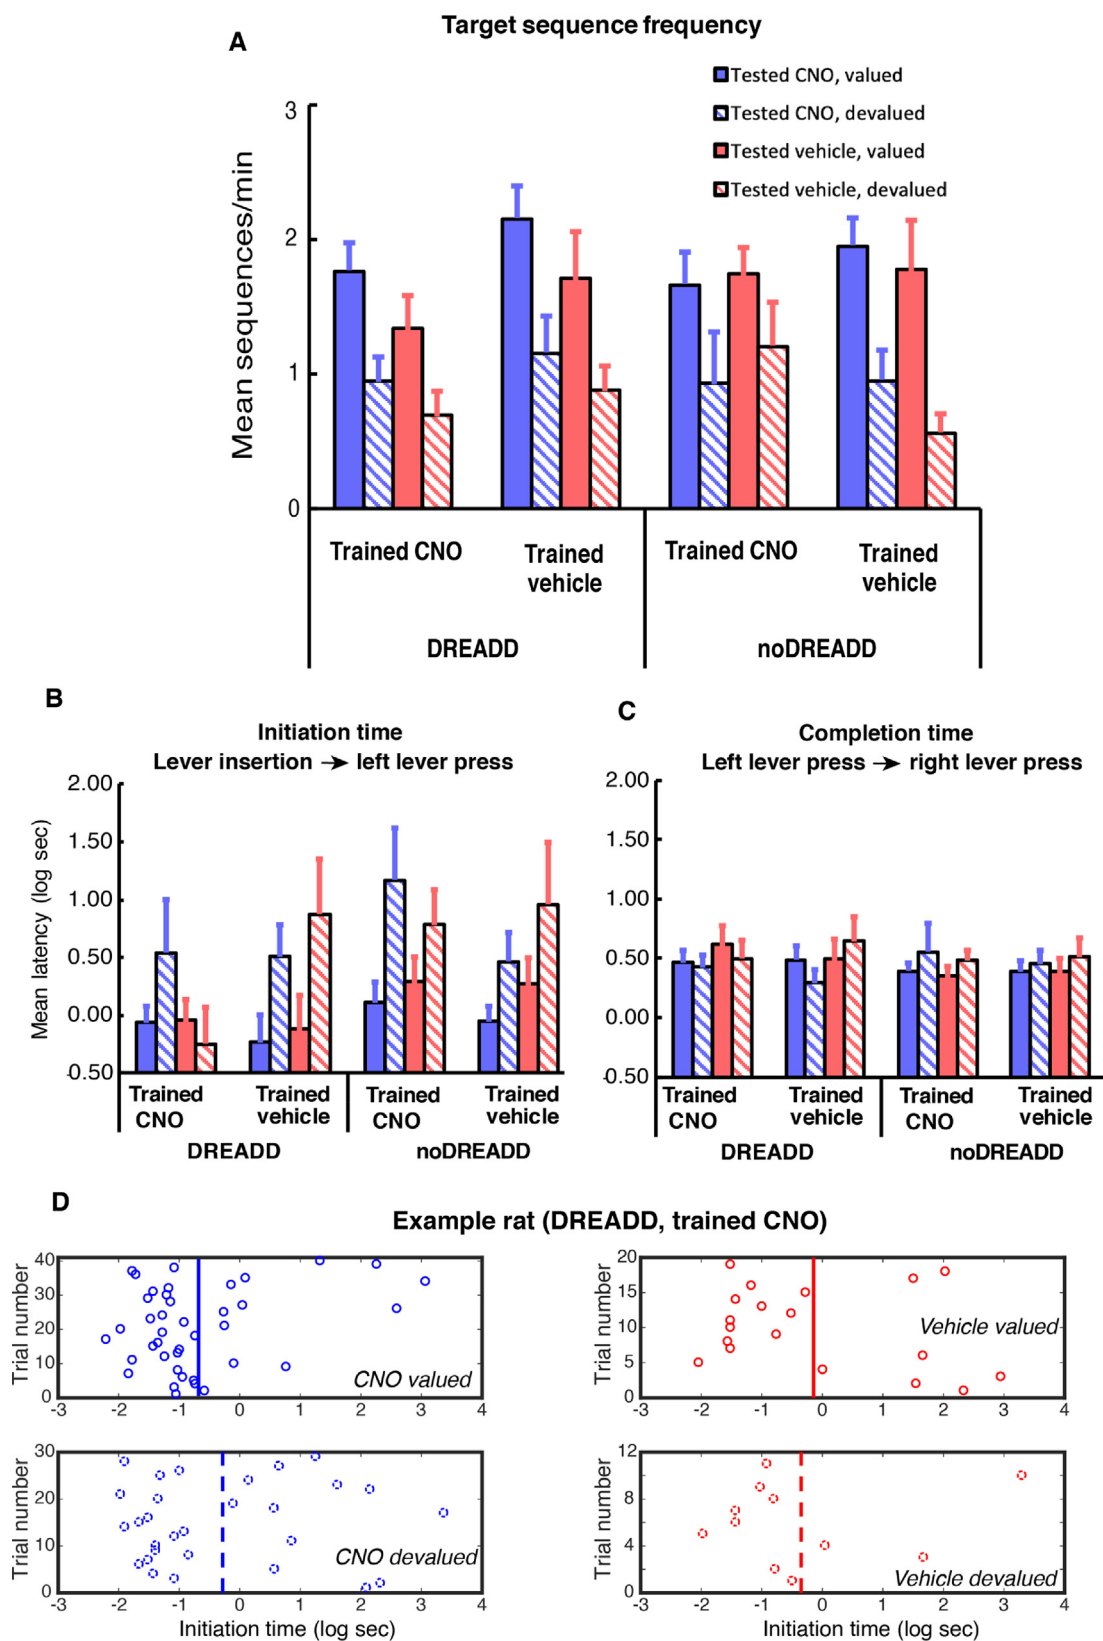 Target sequence frequency
A
Tested CNO, valued
Tested CNO, devalued
Tested vehicle, valued
Tested vehicle, devalued
Mean sequences/min
3
2
1
0
Trained CNO
Trained vehicle
Trained CNO
Trained vehicle
DREADD
noDREADD
B
Initiation time
Lever insertion → left lever press
Mean latency (log sec)
2.00
1.50
1.00
0.50
0.00
-0.50
Trained CNO
Trained vehicle
Trained CNO
Trained vehicle
DREADD
noDREADD
C
Completion time
Left lever press → right lever press
2.00
1.50
1.00
0.50
0.00
-0.50
Trained CNO
Trained vehicle
Trained CNO
Trained vehicle
DREADD
noDREADD
D
Example rat (DREADD, trained CNO)
Trial number
40
30
20
10
0
CNO valued
-3 -2 -1 0 1 2 3 4
Trial number
20
15
10
5
0
Vehicle valued
-3 -2 -1 0 1 2 3 4
Trial number
30
20
10
0
CNO devalued
-3 -2 -1 0 1 2 3 4
Initiation time (log sec)
Trial number
12
8
4
0
Vehicle devalued
-3 -2 -1 0 1 2 3 4
Initiation time (log sec)